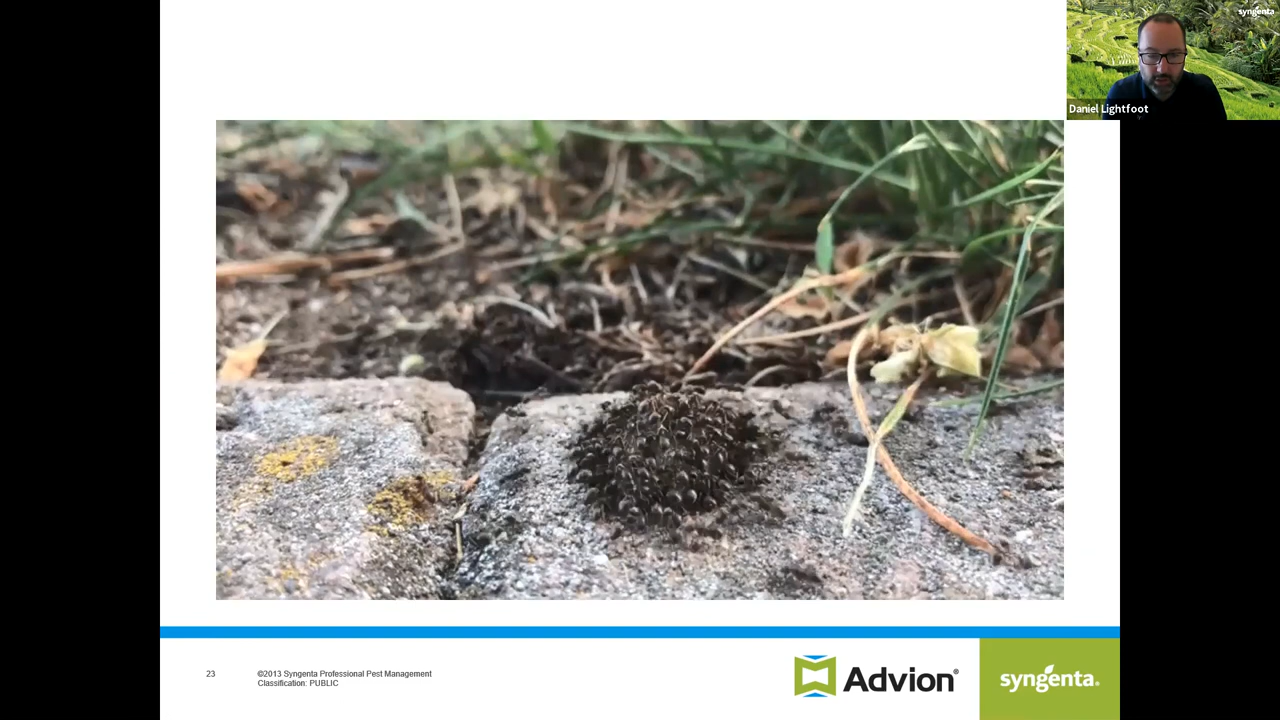 syngenta
Daniel Lightfoot
23
©2013 Syngenta Professional Pest Management
Classification: PUBLIC
Advion®
syngenta®